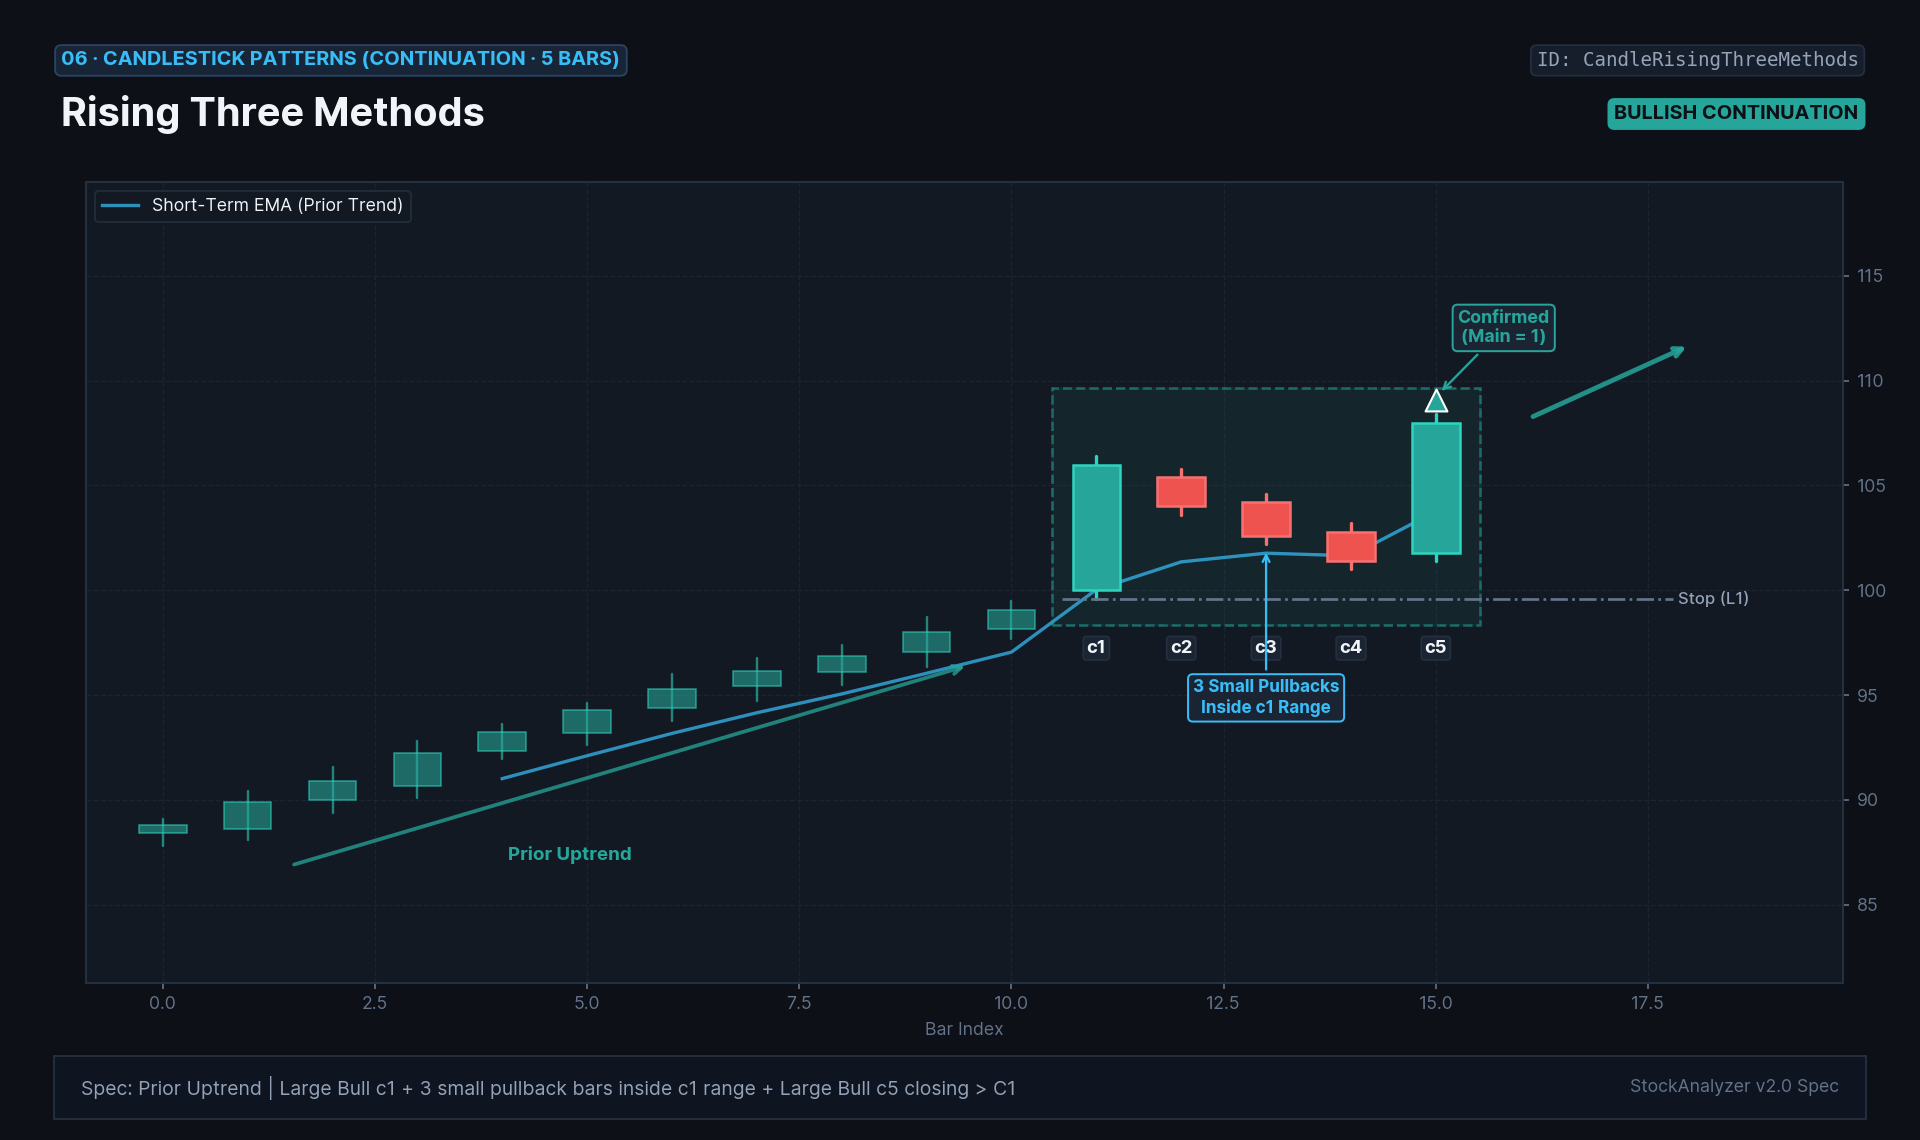 06 · CANDLESTICK PATTERNS (CONTINUATION · 5 BARS)
ID: CandleRisingThreeMethods
Rising Three Methods
BULLISH CONTINUATION
Short-Term EMA (Prior Trend)
115
110
105
100
95
90
85
Confirmed
(Main = 1)
Stop (L1)
c1
c2
c3
c4
c5
3 Small Pullbacks
Inside c1 Range
Prior Uptrend
0.0
2.5
5.0
7.5
10.0
12.5
15.0
17.5
Bar Index
Spec: Prior Uptrend | Large Bull c1 + 3 small pullback bars inside c1 range + Large Bull c5 closing > C1
StockAnalyzer v2.0 Spec